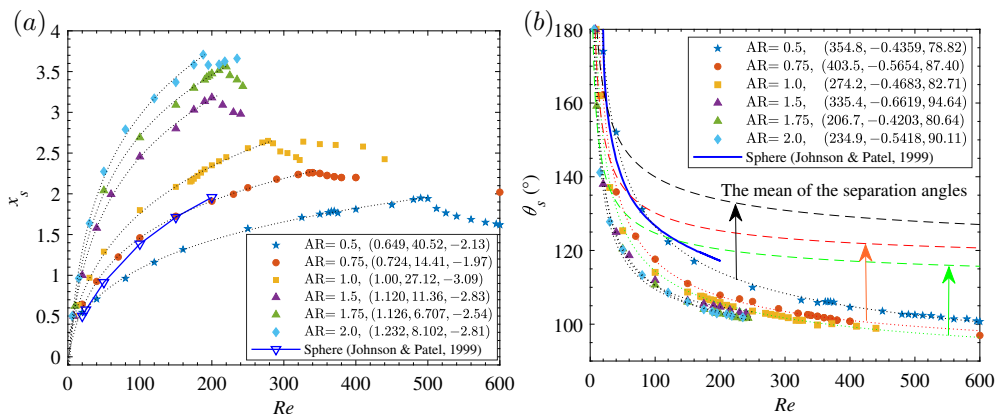 (a)
4
3.5
3
2.5
2
1.5
1
0.5
0
x_s
0 100 200 300 400 500 600
Re
AR= 0.5, (0.649, 40.52, −2.13)
AR= 0.75, (0.724, 14.41, −1.97)
AR= 1.0, (1.00, 27.12, −3.09)
AR= 1.5, (1.120, 11.36, −2.83)
AR= 1.75, (1.126, 6.707, −2.54)
AR= 2.0, (1.232, 8.102, −2.81)
Sphere (Johnson & Patel, 1999)
(b)
180
160
140
120
100
θ_s (°)
0 100 200 300 400 500 600
Re
AR= 0.5, (354.8, −0.4359, 78.82)
AR= 0.75, (403.5, −0.5654, 87.40)
AR= 1.0, (274.2, −0.4683, 82.71)
AR= 1.5, (335.4, −0.6619, 94.64)
AR= 1.75, (206.7, −0.4203, 80.64)
AR= 2.0, (234.9, −0.5418, 90.11)
Sphere (Johnson & Patel, 1999)
The mean of the separation angles